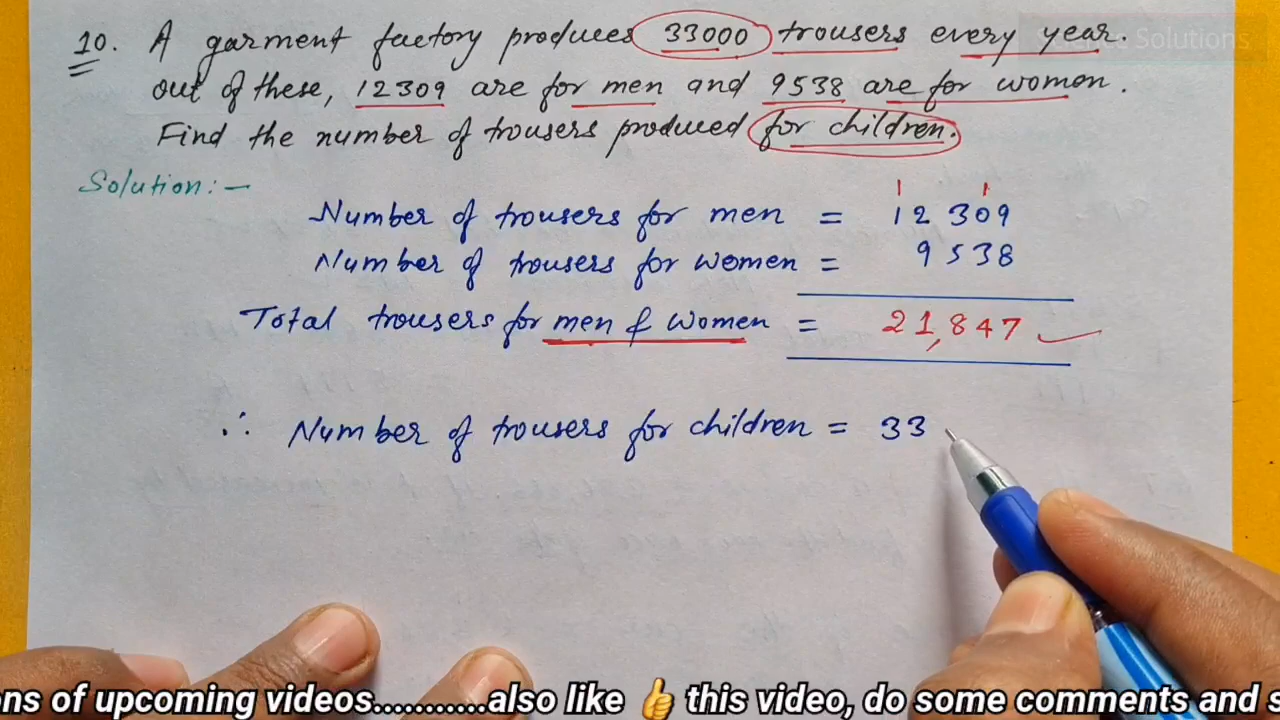 10. A garment factory produces 33000 trousers every year.
out of these, 12309 are for men and 9538 are for women.
Find the number of trousers produced for children.
Solution:-
1 1
Number of trousers for men = 12309
Number of trousers for women = 9538
Total trousers for men & women = 21,847
∴ Number of trousers for children = 33
ons of upcoming videos...........also like 👍 this video, do some comments and s